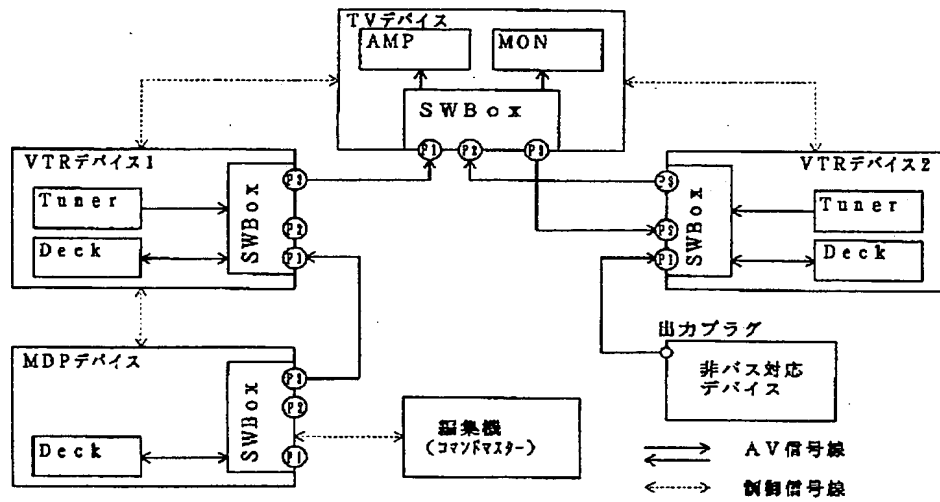 TVデバイス
AMP
MON
SWBox
P1
P2
P3
VTRデバイス1
Tuner
Deck
SWBox
P3
P2
P1
VTRデバイス2
P3
P2
P1
SWBox
Tuner
Deck
MDPデバイス
Deck
SWBox
P3
P2
P1
編集機
(コマンドマスター)
出力プラグ
非バス対応
デバイス
AV信号線
制御信号線